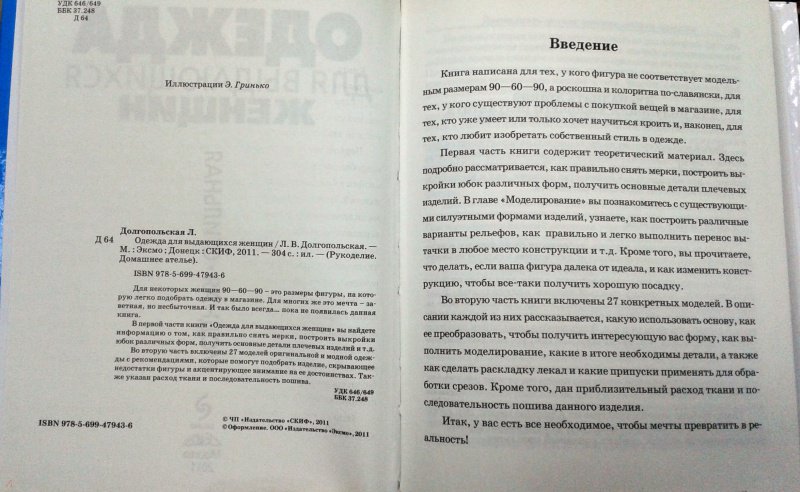 УДК 646/649
ББК 37.248
Д 64
ОДЕЖДА
ДЛЯ ВЫДАЮЩИХСЯ
ЖЕНЩИН
Иллюстрации Э. Гринько
Долгопольская Л.
Д 64 Одежда для выдающихся женщин / Л. В. Долгопольская. —
М. : Эксмо ; Донецк : СКИФ, 2011. — 304 с. : ил. — (Рукоделие.
Домашнее ателье).
ISBN 978-5-699-47943-6
Для некоторых женщин 90—60—90 – это размеры фигуры, на кото-
рую легко подобрать одежду в магазине. Для многих же это мечта – за-
ветная, но несбыточная. И так было всегда... пока не появилась данная
книга.
В первой части книги «Одежда для выдающихся женщин» вы найдете
информацию о том, как правильно снять мерки, построить выкройки
юбок различных форм, получить основные детали плечевых изделий и т.д.
Во вторую часть включены 27 моделей оригинальной и модной одеж-
ды с рекомендациями, которые помогут подобрать изделие, скрывающее
недостатки фигуры и акцентирующее внимание на ее достоинствах. Так-
же указан расход ткани и последовательность пошива.
УДК 646/649
ББК 37.248
© ЧП «Издательство «СКИФ», 2011
ISBN 978-5-699-47943-6 © Оформление. ООО «Издательство «Эксмо», 2011
Введение
Книга написана для тех, у кого фигура не соответствует модель-
ным размерам 90—60—90, а роскошна и колоритна по-славянски, для
тех, у кого существуют проблемы с покупкой вещей в магазине, для
тех, кто уже умеет или только хочет научиться кроить и, наконец, для
тех, кто любит изобретать собственный стиль в одежде.
Первая часть книги содержит теоретический материал. Здесь
подробно рассматривается, как правильно снять мерки, построить вы-
кройки юбок различных форм, получить основные детали плечевых
изделий. В главе «Моделирование» вы познакомитесь с существующи-
ми силуэтными формами изделий, узнаете, как построить различные
варианты рельефов, как правильно и легко выполнить перенос вы-
тачки в любое место конструкции и т.д. Кроме того, вы прочитаете,
что делать, если ваша фигура далека от идеала, и как изменить конст-
рукцию, чтобы все-таки получить хорошую посадку.
Во вторую часть книги включены 27 конкретных моделей. В опи-
сании каждой из них рассказывается, какую использовать основу, как
ее преобразовать, чтобы получить интересующую вас форму, как вы-
полнить моделирование, какие в итоге необходимы детали, а также
как сделать раскладку лекал и какие припуски применять для обра-
ботки срезов. Кроме того, дан приблизительный расход ткани и по-
следовательность пошива данного изделия.
Итак, у вас есть все необходимое, чтобы мечты превратить в ре-
альность!